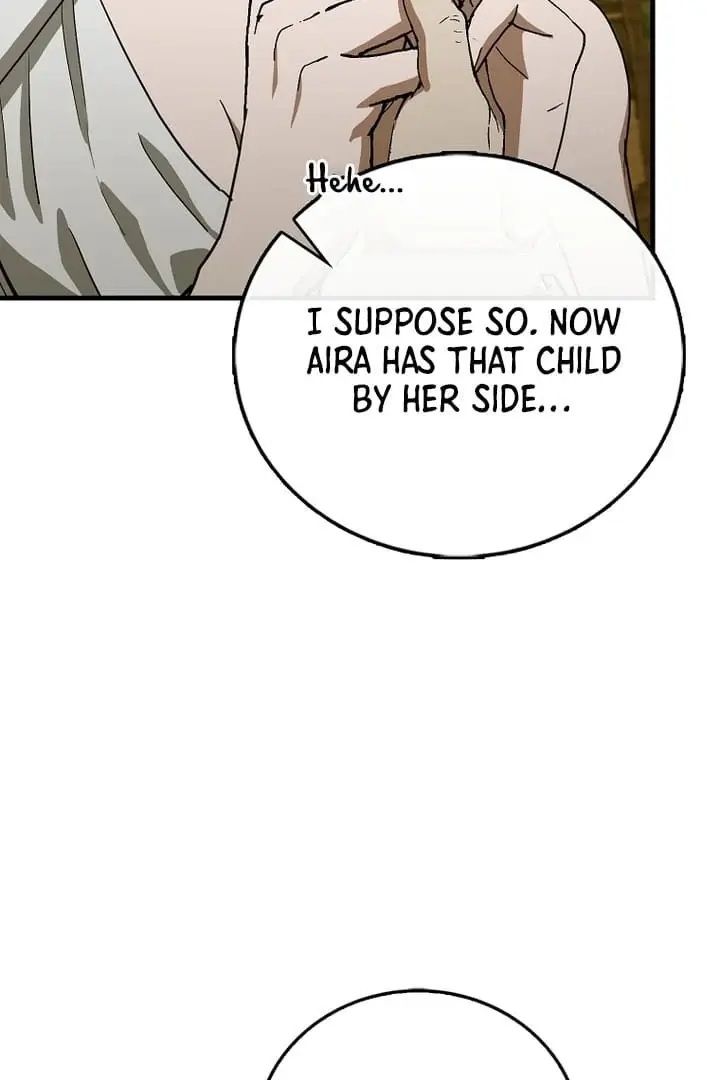 Hehe...
I SUPPOSE SO. NOW
AIRA HAS THAT CHILD
BY HER SIDE...